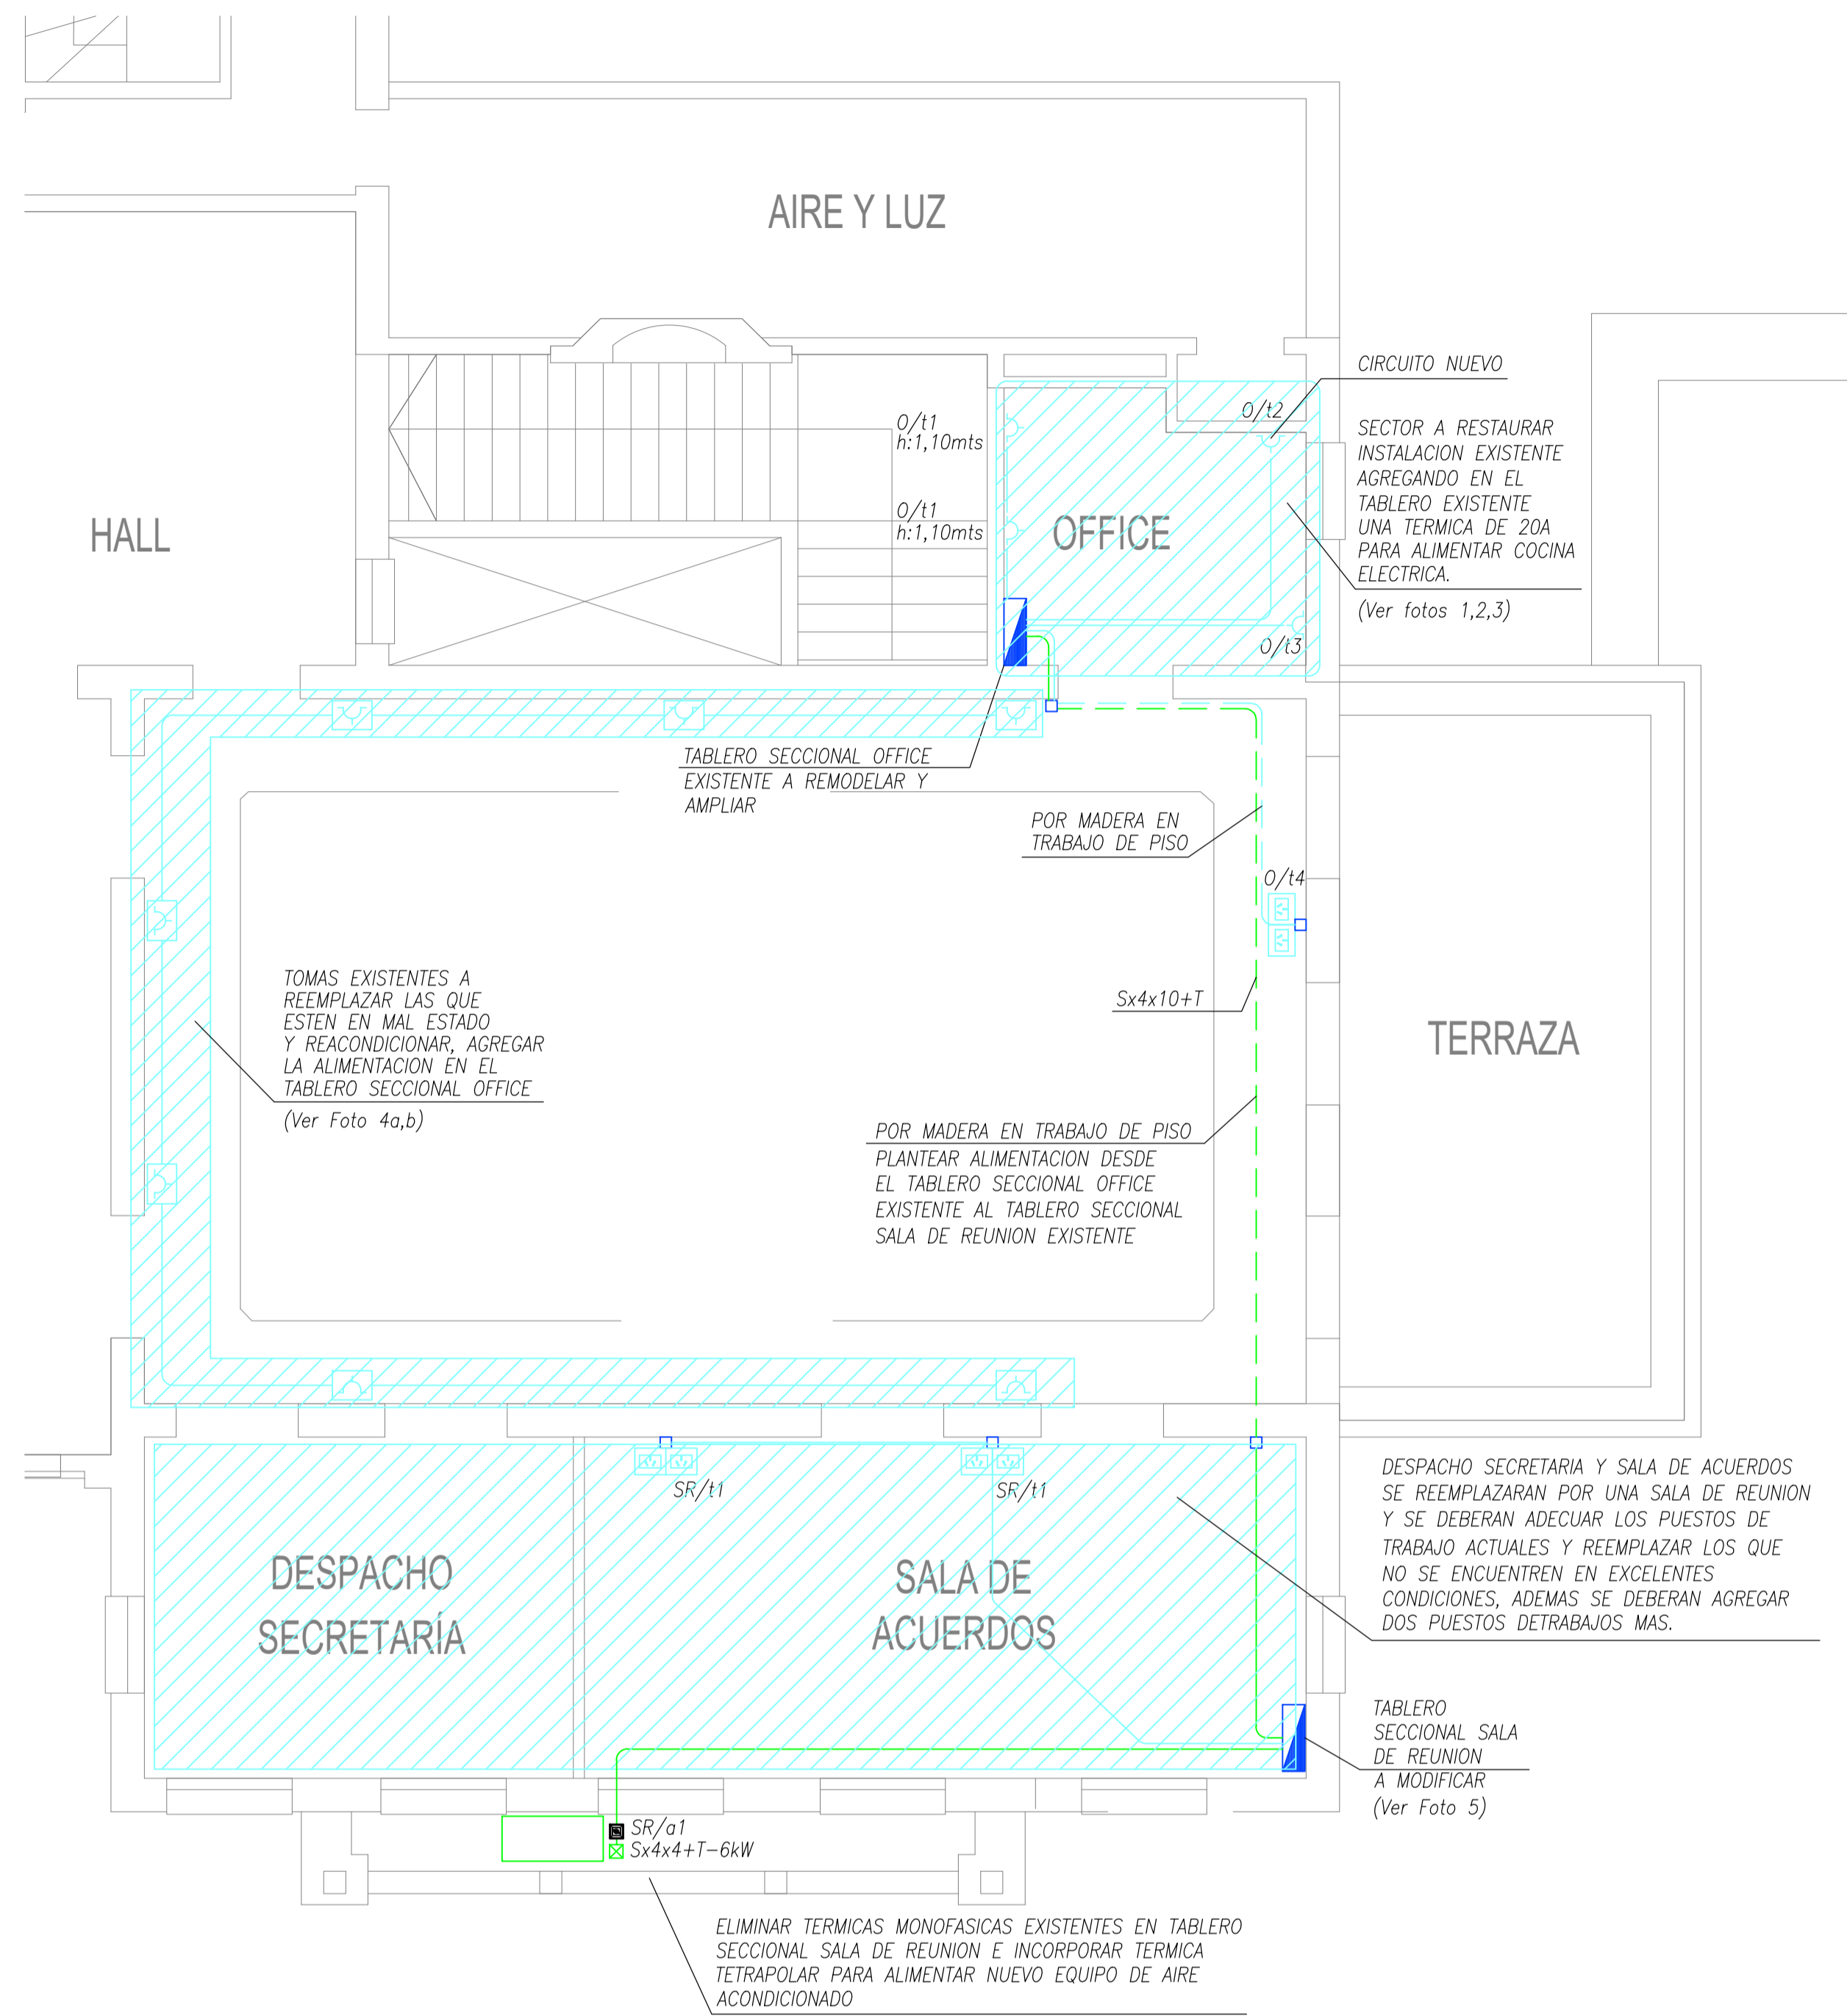 AIRE Y LUZ
CIRCUITO NUEVO
O/t1
h:1,10mts
O/t2
SECTOR A RESTAURAR
INSTALACION EXISTENTE
AGREGANDO EN EL
TABLERO EXISTENTE
UNA TERMICA DE 20A
PARA ALIMENTAR COCINA
ELECTRICA.
(Ver fotos 1,2,3)
HALL
O/t1
h:1,10mts
OFFICE
O/t3
TABLERO SECCIONAL OFFICE
EXISTENTE A REMODELAR Y
AMPLIAR
POR MADERA EN
TRABAJO DE PISO
O/t4
TOMAS EXISTENTES A
REEMPLAZAR LAS QUE
ESTEN EN MAL ESTADO
Y REACONDICIONAR, AGREGAR
LA ALIMENTACION EN EL
TABLERO SECCIONAL OFFICE
(Ver Foto 4a,b)
Sx4x10+T
TERRAZA
POR MADERA EN TRABAJO DE PISO
PLANTEAR ALIMENTACION DESDE
EL TABLERO SECCIONAL OFFICE
EXISTENTE AL TABLERO SECCIONAL
SALA DE REUNION EXISTENTE
SR/t1
SR/t1
DESPACHO SECRETARIA Y SALA DE ACUERDOS
SE REEMPLAZARAN POR UNA SALA DE REUNION
Y SE DEBERAN ADECUAR LOS PUESTOS DE
TRABAJO ACTUALES Y REEMPLAZAR LOS QUE
NO SE ENCUENTREN EN EXCELENTES
CONDICIONES, ADEMAS SE DEBERAN AGREGAR
DOS PUESTOS DETRABAJOS MAS.
DESPACHO
SECRETARÍA
SALA DE
ACUERDOS
TABLERO
SECCIONAL SALA
DE REUNION
A MODIFICAR
(Ver Foto 5)
SR/a1
Sx4x4+T-6kW
ELIMINAR TERMICAS MONOFASICAS EXISTENTES EN TABLERO
SECCIONAL SALA DE REUNION E INCORPORAR TERMICA
TETRAPOLAR PARA ALIMENTAR NUEVO EQUIPO DE AIRE
ACONDICIONADO